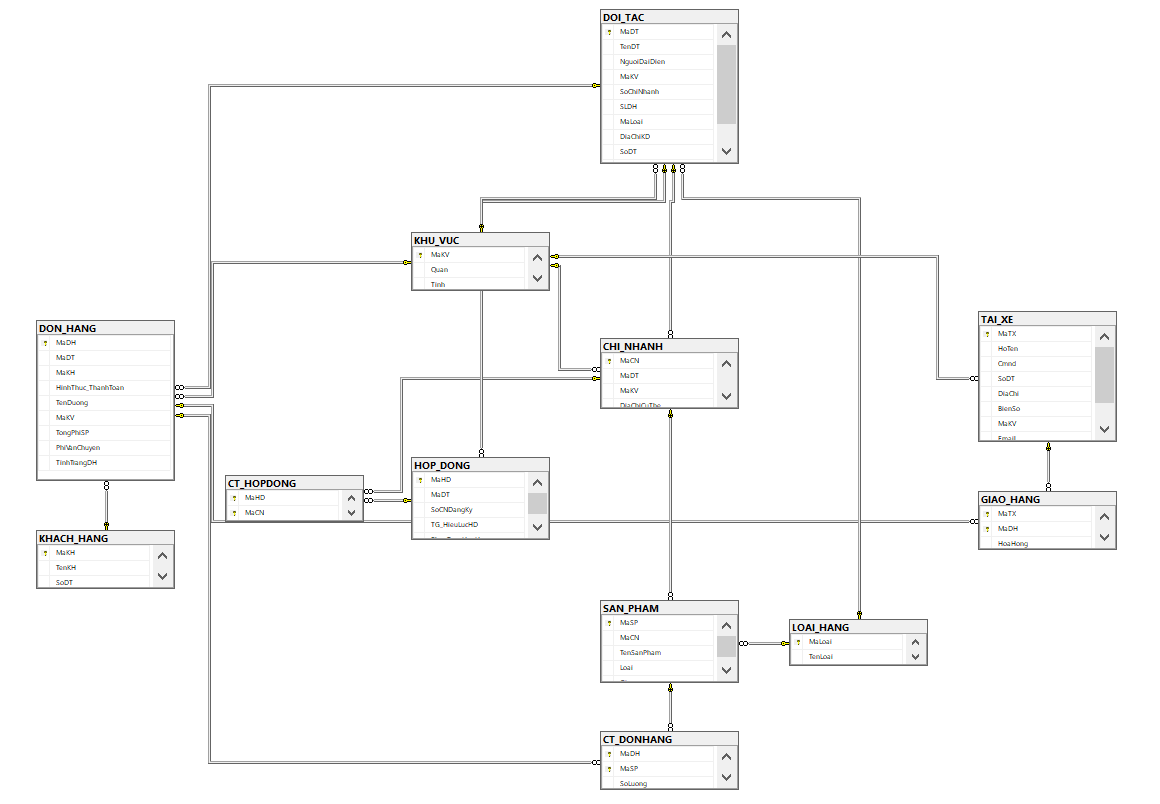 DOI_TAC
MaDT
TenDT
NguoiDaiDien
MaKV
SoChiNhanh
SLDH
MaLoai
DiaChiKD
SoDT
KHU_VUC
MaKV
Quan
Tinh
DON_HANG
MaDH
MaDT
MaKH
HinhThuc_ThanhToan
TenDuong
MaKV
TongPhiSP
PhiVanChuyen
TinhTrangDH
TAI_XE
MaTX
HoTen
Cmnd
SoDT
DiaChi
BienSo
MaKV
Email
CHI_NHANH
MaCN
MaDT
MaKV
DiaChiCuThe
CT_HOPDONG
MaHD
MaCN
HOP_DONG
MaHD
MaDT
SoCNDangKy
TG_HieuLucHD
GIAO_HANG
MaTX
MaDH
HoaHong
KHACH_HANG
MaKH
TenKH
SoDT
SAN_PHAM
MaSP
MaCN
TenSanPham
Loai
LOAI_HANG
MaLoai
TenLoai
CT_DONHANG
MaDH
MaSP
SoLuong